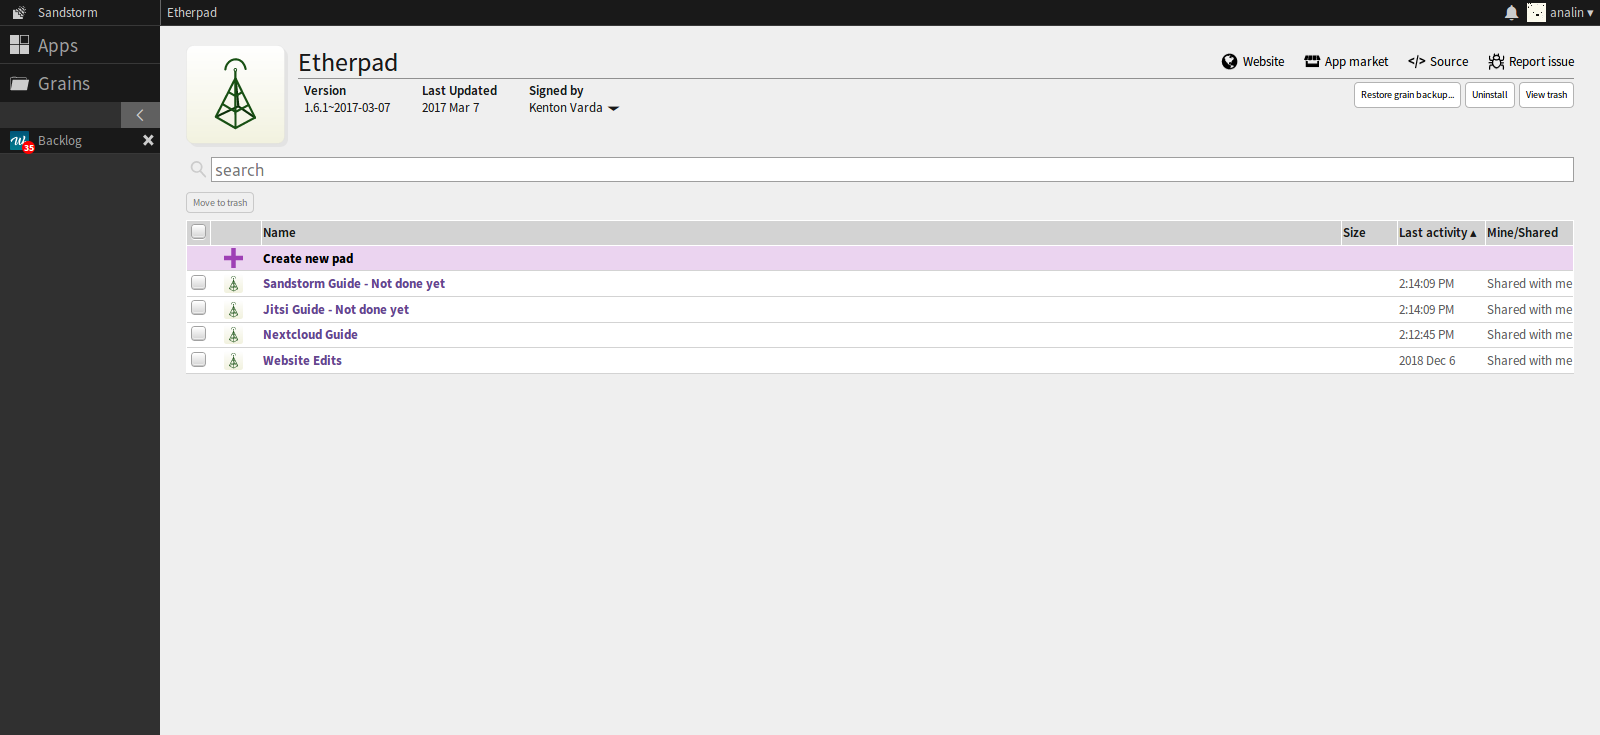 Sandstorm
Etherpad
analin ▾
Apps
Grains
35
Backlog
Etherpad
Website
App market
</> Source
Report issue
Version
Last Updated
Signed by
1.6.1~2017-03-07
2017 Mar 7
Kenton Varda
Restore grain backup...
Uninstall
View trash
search
Move to trash
Name
Size
Last activity ▴
Mine/Shared
Create new pad
Sandstorm Guide - Not done yet
2:14:09 PM
Shared with me
Jitsi Guide - Not done yet
2:14:09 PM
Shared with me
Nextcloud Guide
2:12:45 PM
Shared with me
Website Edits
2018 Dec 6
Shared with me